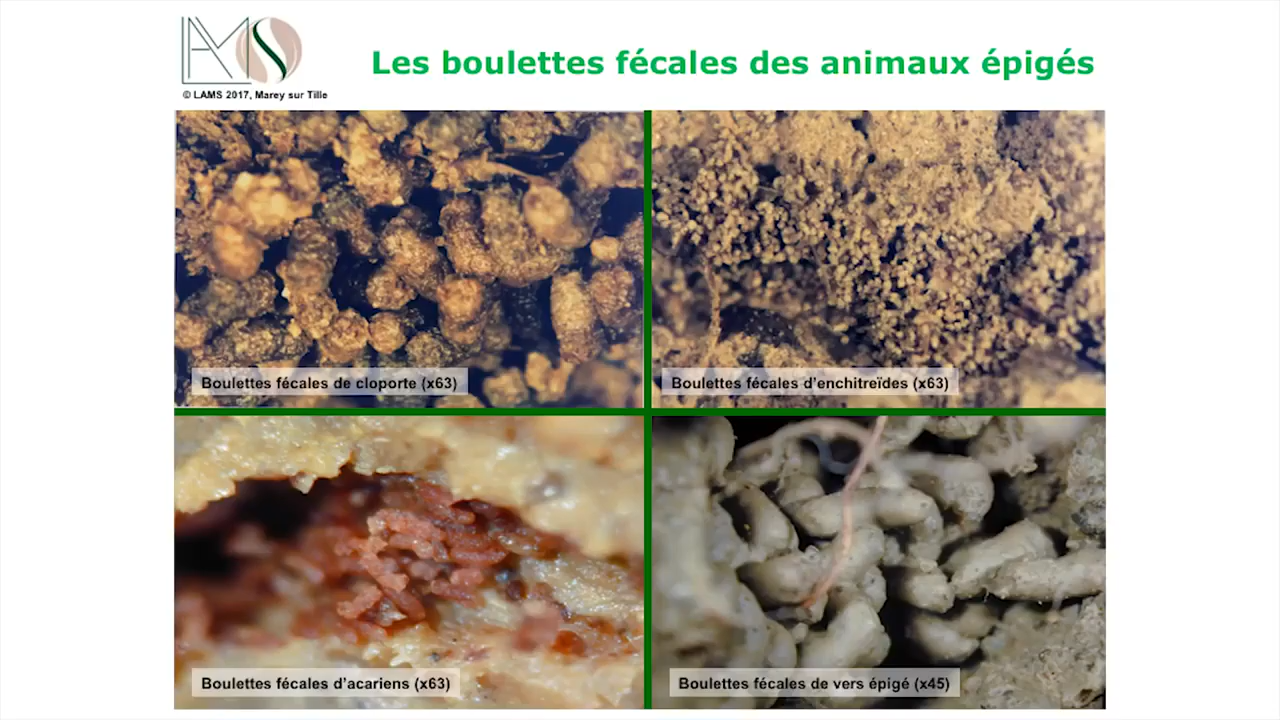 LAMS
Les boulettes fécales des animaux épigés
© LAMS 2017, Marey sur Tille
Boulettes fécales de cloporte (x63)
Boulettes fécales d'enchitreïdes (x63)
Boulettes fécales d'acariens (x63)
Boulettes fécales de vers épigé (x45)